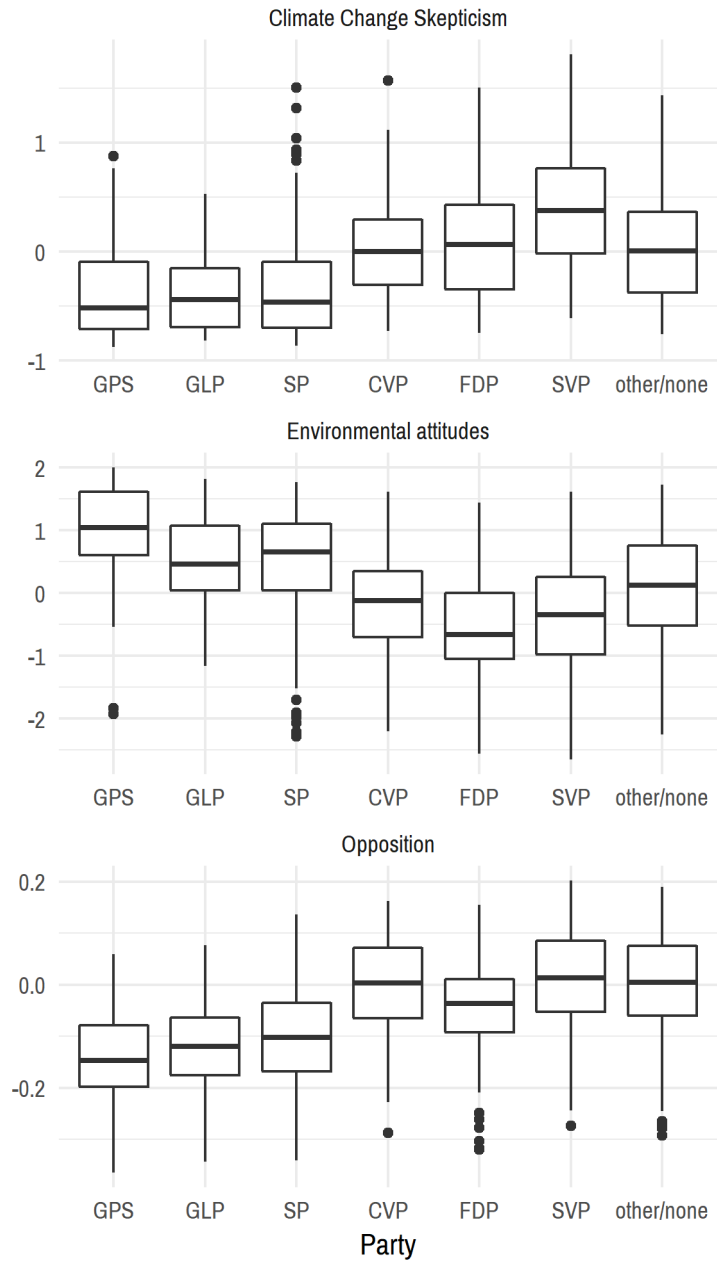 Climate Change Skepticism
1
0
-1
GPS GLP SP CVP FDP SVP other/none
Environmental attitudes
2
1
0
-1
-2
GPS GLP SP CVP FDP SVP other/none
Opposition
0.2
0.0
-0.2
GPS GLP SP CVP FDP SVP other/none
Party